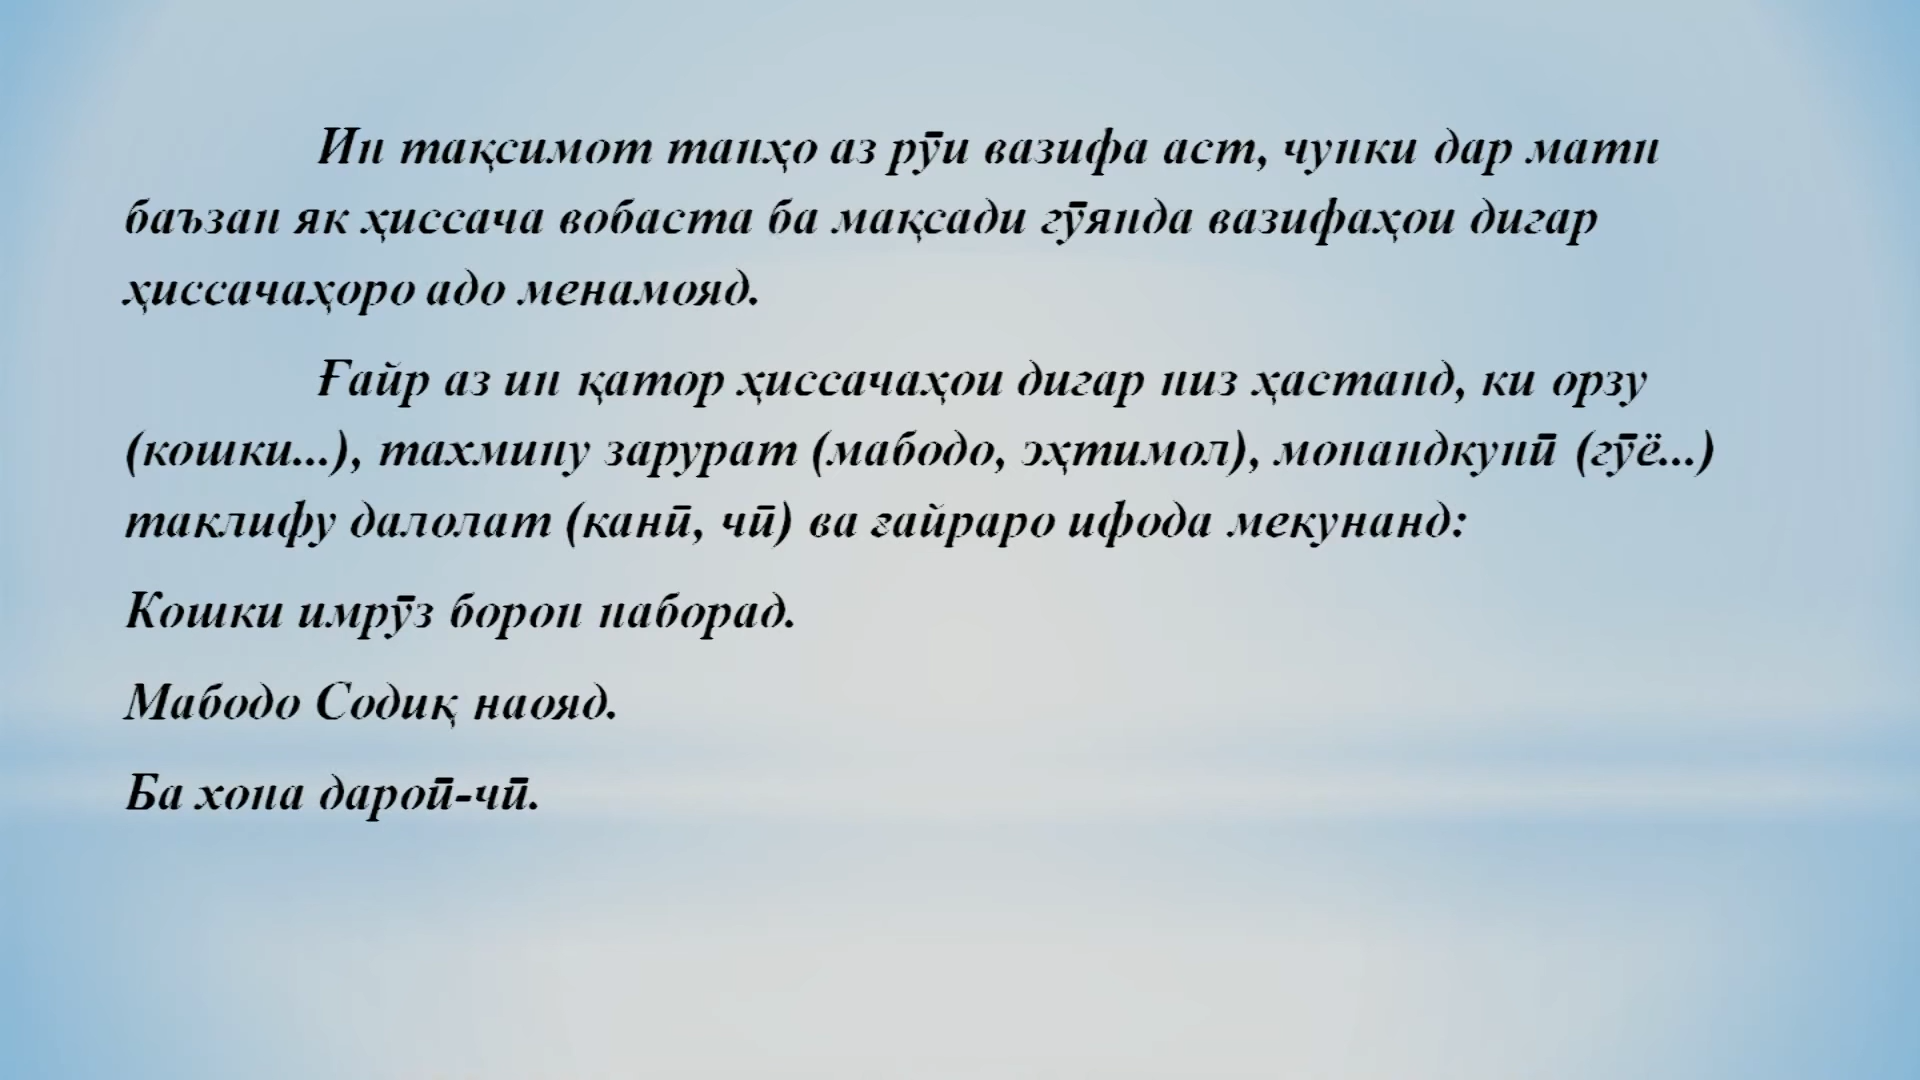 Ин тақсимот танҳо аз рӯи вазифа аст, чунки дар матн
баъзан як ҳиссача вобаста ба мақсади гӯянда вазифаҳои дигар
ҳиссачаҳоро адо менамояд.
Ғайр аз ин қатор ҳиссачаҳои дигар низ ҳастанд, ки орзу
(кошки...), тахмину зарурат (мабодо, эҳтимол), монандкунӣ (гӯё...)
таклифу далолат (канӣ, чӣ) ва ғайраро ифода мекунанд:
Кошки имрӯз борон наборад.
Мабодо Содиқ наояд.
Ба хона дароӣ-чӣ.